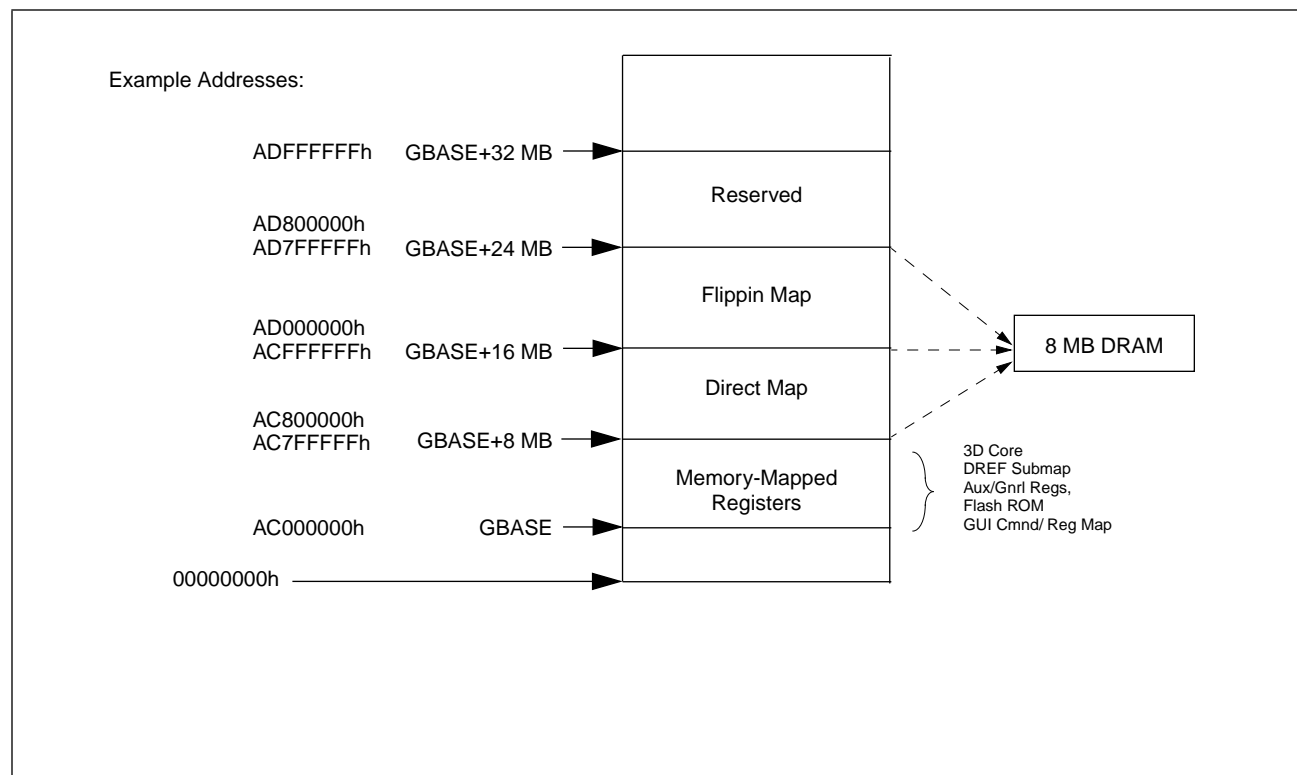 Example Addresses:
ADFFFFFFh GBASE+32 MB
Reserved
AD800000h
AD7FFFFFh GBASE+24 MB
Flippin Map
AD000000h
ACFFFFFFh GBASE+16 MB
8 MB DRAM
Direct Map
AC800000h
AC7FFFFFh GBASE+8 MB
Memory-Mapped
Registers
3D Core
DREF Submap
Aux/Gnrl Regs,
Flash ROM
GUI Cmnd/ Reg Map
AC000000h GBASE
00000000h